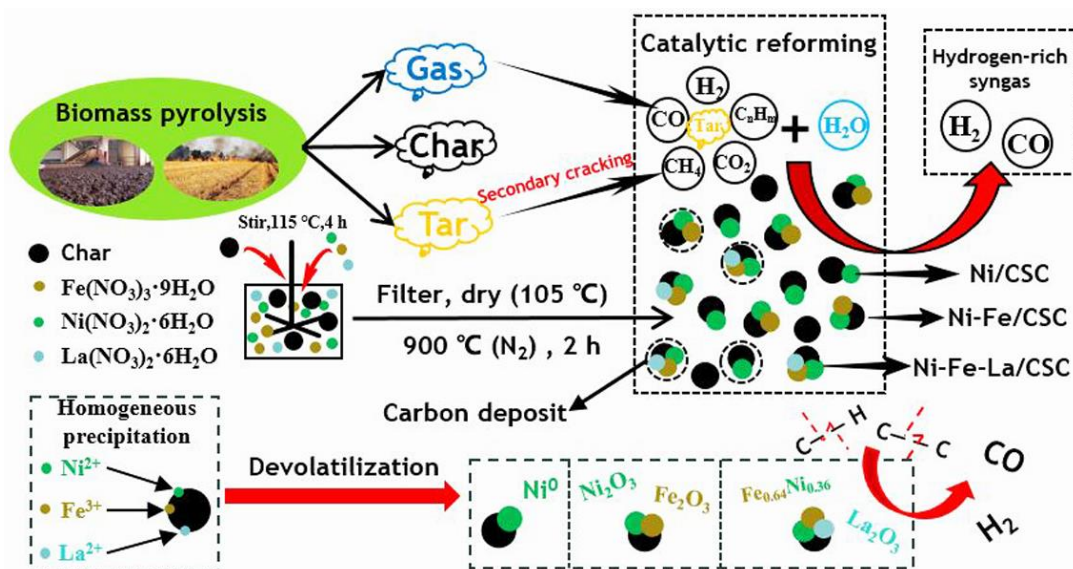 Biomass pyrolysis
Gas
Char
Tar
Secondary cracking
Catalytic reforming
H₂
CO
Tar
CₙHₘ
CH₄
CO₂
+
H₂O
Hydrogen-rich
syngas
H₂
CO
Char
Fe(NO₃)₃·9H₂O
Ni(NO₃)₂·6H₂O
La(NO₃)₂·6H₂O
Stir,115 ℃,4 h
Filter, dry (105 ℃)
900 ℃ (N₂) , 2 h
Ni/CSC
Ni-Fe/CSC
Ni-Fe-La/CSC
Carbon deposit
Homogeneous
precipitation
Ni²⁺
Fe³⁺
La²⁺
Devolatilization
Ni⁰
Ni₂O₃
Fe₂O₃
Fe₀.₆₄Ni₀.₃₆
La₂O₃
C--H
C--C
CO
H₂